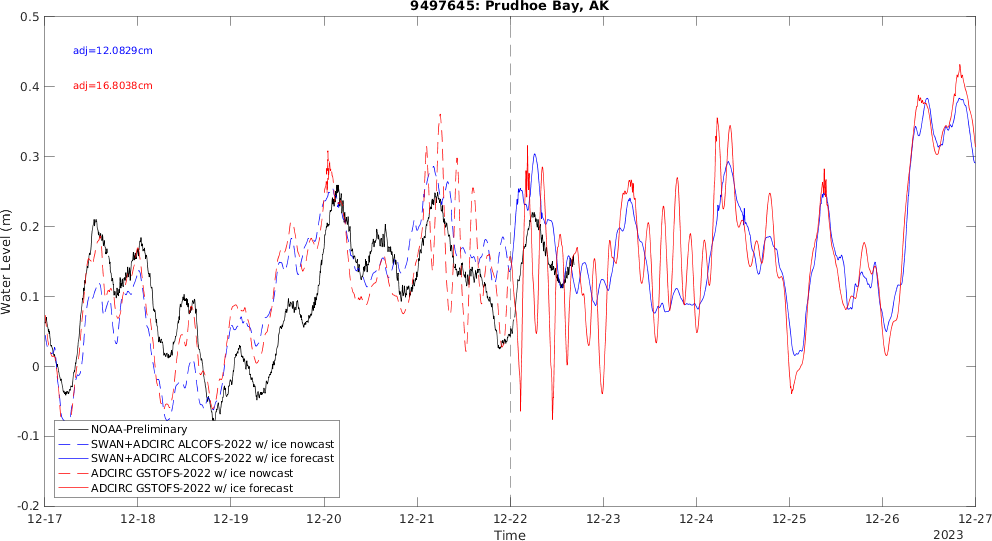 9497645: Prudhoe Bay, AK
adj=12.0829cm
adj=16.8038cm
Water Level (m)
0.5
0.4
0.3
0.2
0.1
0
-0.1
-0.2
NOAA-Preliminary
SWAN+ADCIRC ALCOFS-2022 w/ ice nowcast
SWAN+ADCIRC ALCOFS-2022 w/ ice forecast
ADCIRC GSTOFS-2022 w/ ice nowcast
ADCIRC GSTOFS-2022 w/ ice forecast
12-17 12-18 12-19 12-20 12-21 12-22 12-23 12-24 12-25 12-26 12-27
Time
2023